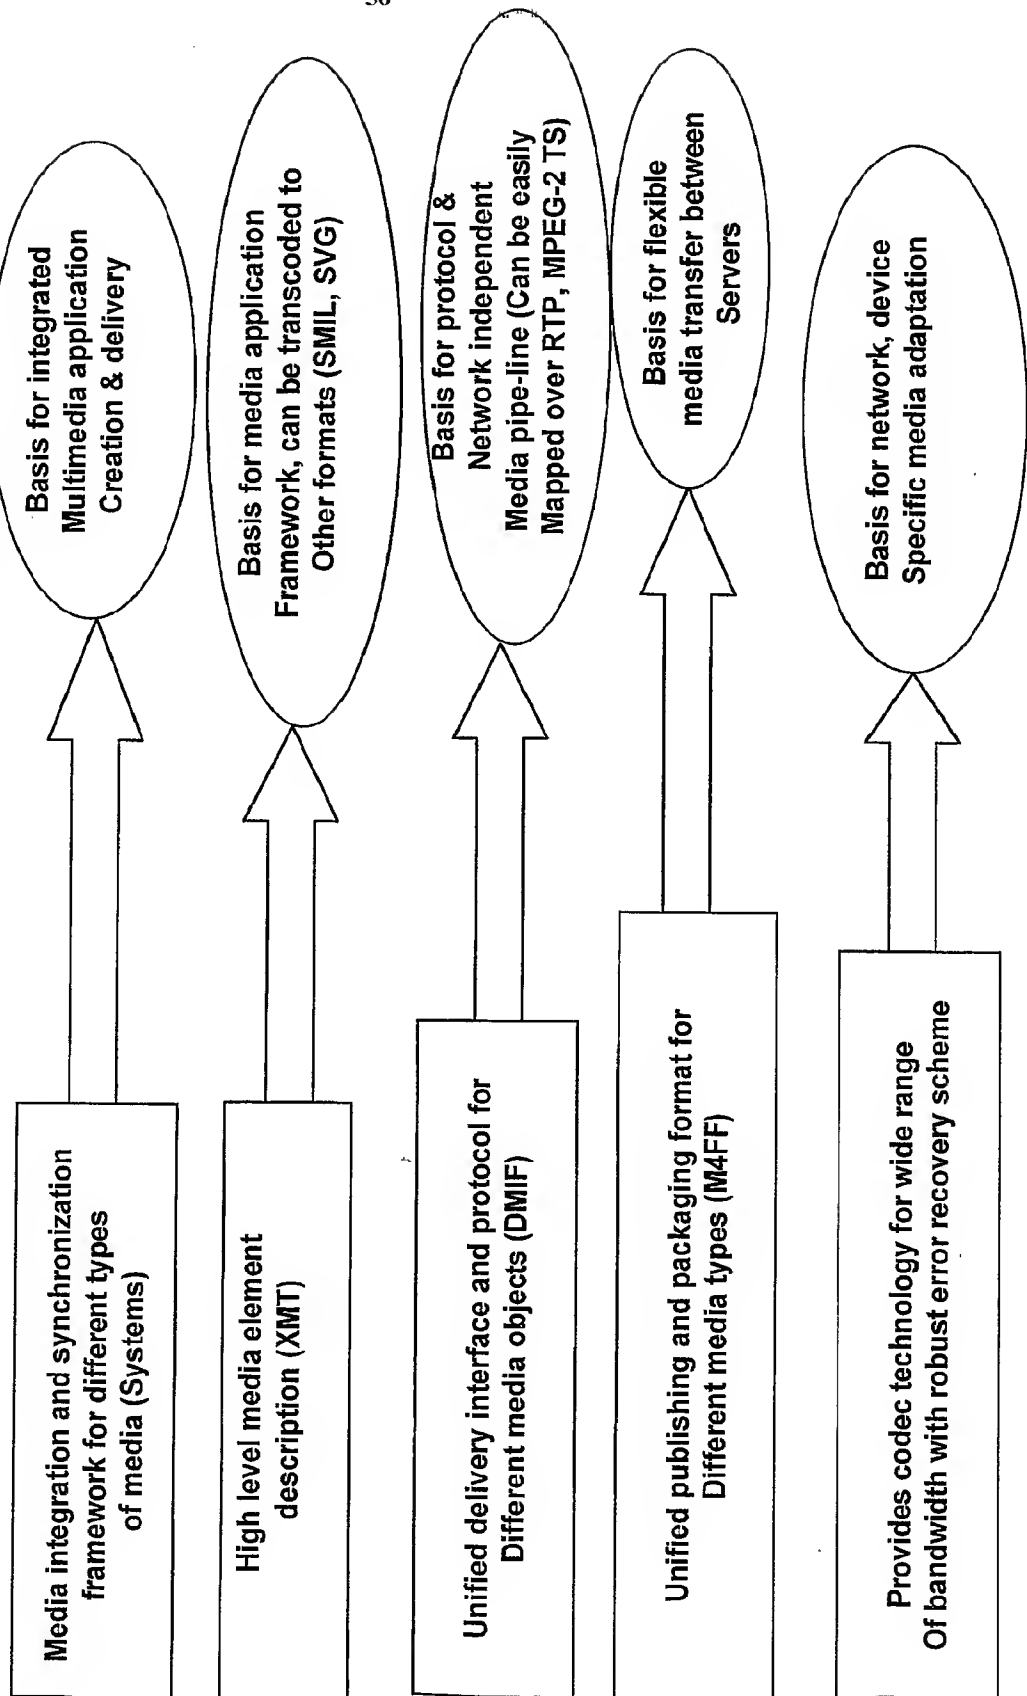 Media integration and synchronization
framework for different types
of media (Systems)
Basis for integrated
Multimedia application
Creation & delivery
High level media element
description (XMT)
Basis for media application
Framework, can be transcoded to
Other formats (SMIL, SVG)
Unified delivery interface and protocol for
Different media objects (DMIF)
Basis for protocol &
Network independent
Media pipe-line (Can be easily
Mapped over RTP, MPEG-2 TS)
Unified publishing and packaging format for
Different media types (M4FF)
Basis for flexible
media transfer between
Servers
Provides codec technology for wide range
Of bandwidth with robust error recovery scheme
Basis for network, device
Specific media adaptation